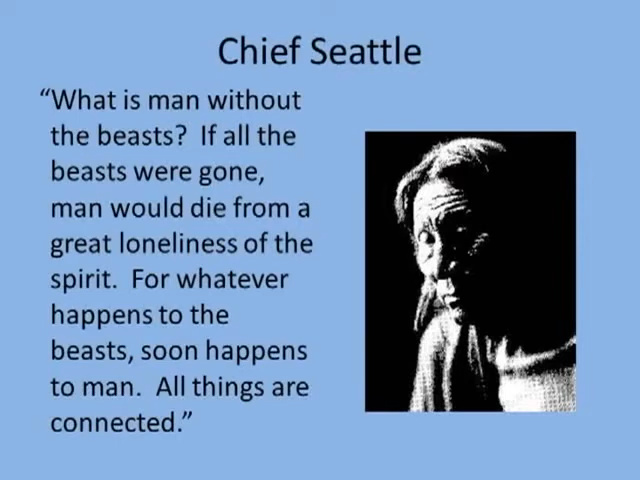 Chief Seattle
“What is man without
the beasts?  If all the
beasts were gone,
man would die from a
great loneliness of the
spirit.  For whatever
happens to the
beasts, soon happens
to man.  All things are
connected.”